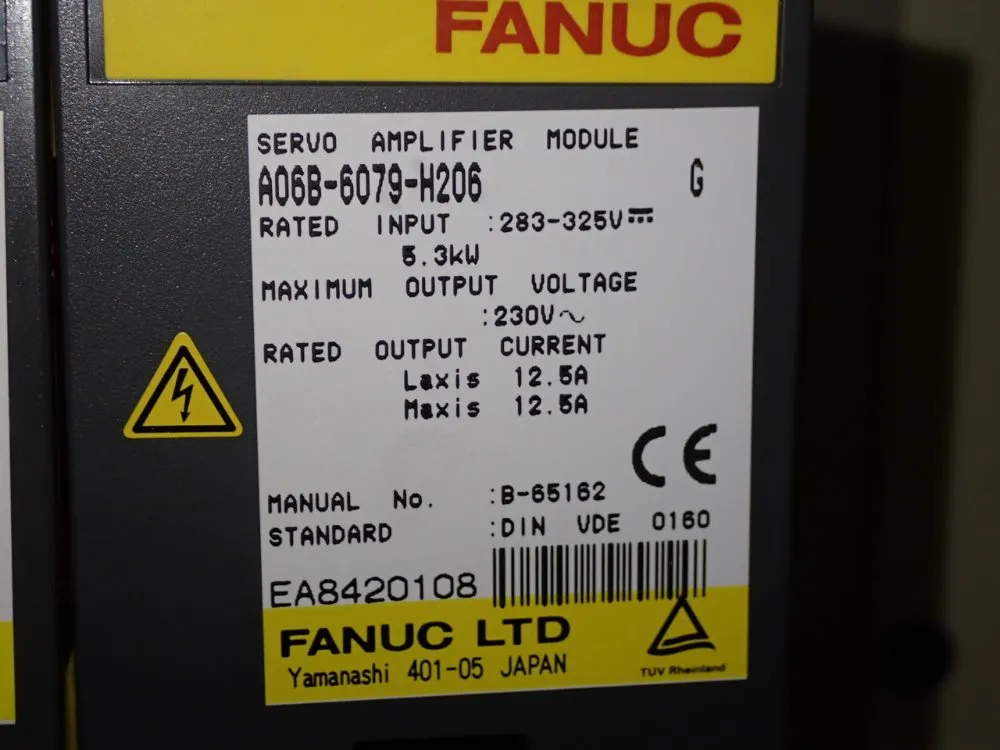 FANUC
SERVO AMPLIFIER MODULE
A06B-6079-H206 G
RATED INPUT :283-325V⎓
5.3kW
MAXIMUM OUTPUT VOLTAGE
:230V~
RATED OUTPUT CURRENT
Laxis 12.5A
Maxis 12.5A
CE
MANUAL No. :B-65162
STANDARD :DIN VDE 0160
EA8420108
FANUC LTD
Yamanashi 401-05 JAPAN
TÜV Rheinland